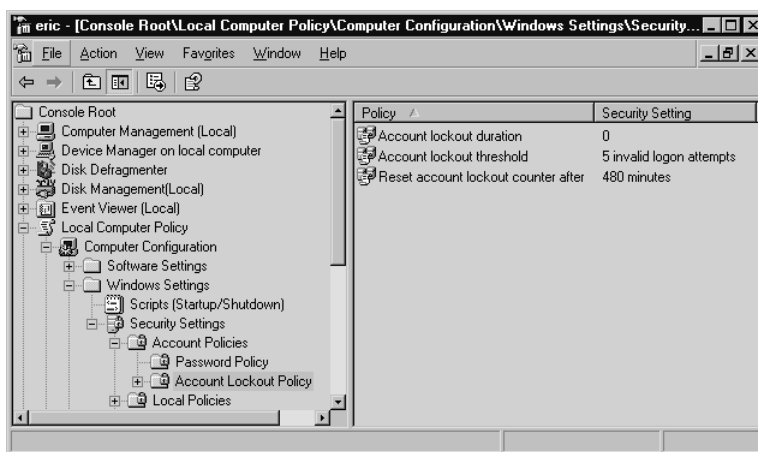 eric - [Console Root\Local Computer Policy\Computer Configuration\Windows Settings\Security...
File Action View Favorites Window Help
Console Root
Computer Management (Local)
Device Manager on local computer
Disk Defragmenter
Disk Management(Local)
Event Viewer (Local)
Local Computer Policy
Computer Configuration
Software Settings
Windows Settings
Scripts (Startup/Shutdown)
Security Settings
Account Policies
Password Policy
Account Lockout Policy
Local Policies
Policy Security Setting
Account lockout duration 0
Account lockout threshold 5 invalid logon attempts
Reset account lockout counter after 480 minutes